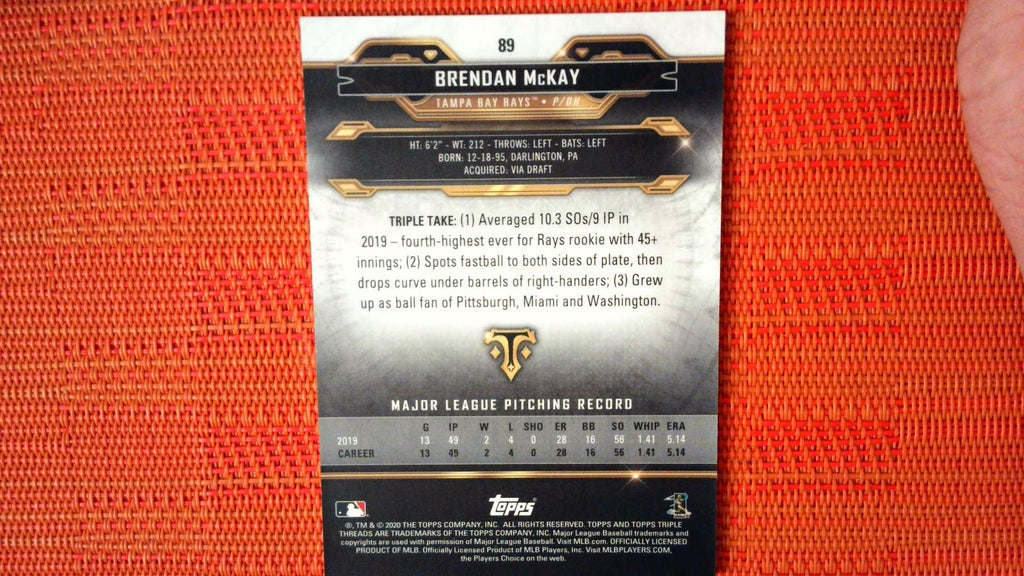 89
BRENDAN McKAY
TAMPA BAY RAYS™ • P/DH
HT: 6'2" - WT: 212 - THROWS: LEFT - BATS: LEFT
BORN: 12-18-95, DARLINGTON, PA
ACQUIRED: VIA DRAFT
TRIPLE TAKE: (1) Averaged 10.3 SOs/9 IP in
2019 – fourth-highest ever for Rays rookie with 45+
innings; (2) Spots fastball to both sides of plate, then
drops curve under barrels of right-handers; (3) Grew
up as ball fan of Pittsburgh, Miami and Washington.
MAJOR LEAGUE PITCHING RECORD
G IP W L SHO ER BB SO WHIP ERA
2019 13 49 2 4 0 28 16 56 1.41 5.14
CAREER 13 49 2 4 0 28 16 56 1.41 5.14
topps®
®, TM & © 2020 THE TOPPS COMPANY, INC. ALL RIGHTS RESERVED. TOPPS AND TOPPS TRIPLE
THREADS ARE TRADEMARKS OF THE TOPPS COMPANY, INC. Major League Baseball trademarks and
copyrights are used with permission of Major League Baseball. Visit MLB.com. OFFICIALLY LICENSED
PRODUCT OF MLB. Officially Licensed Product of MLB Players, Inc. Visit MLBPLAYERS.COM,
the Players Choice on the web.